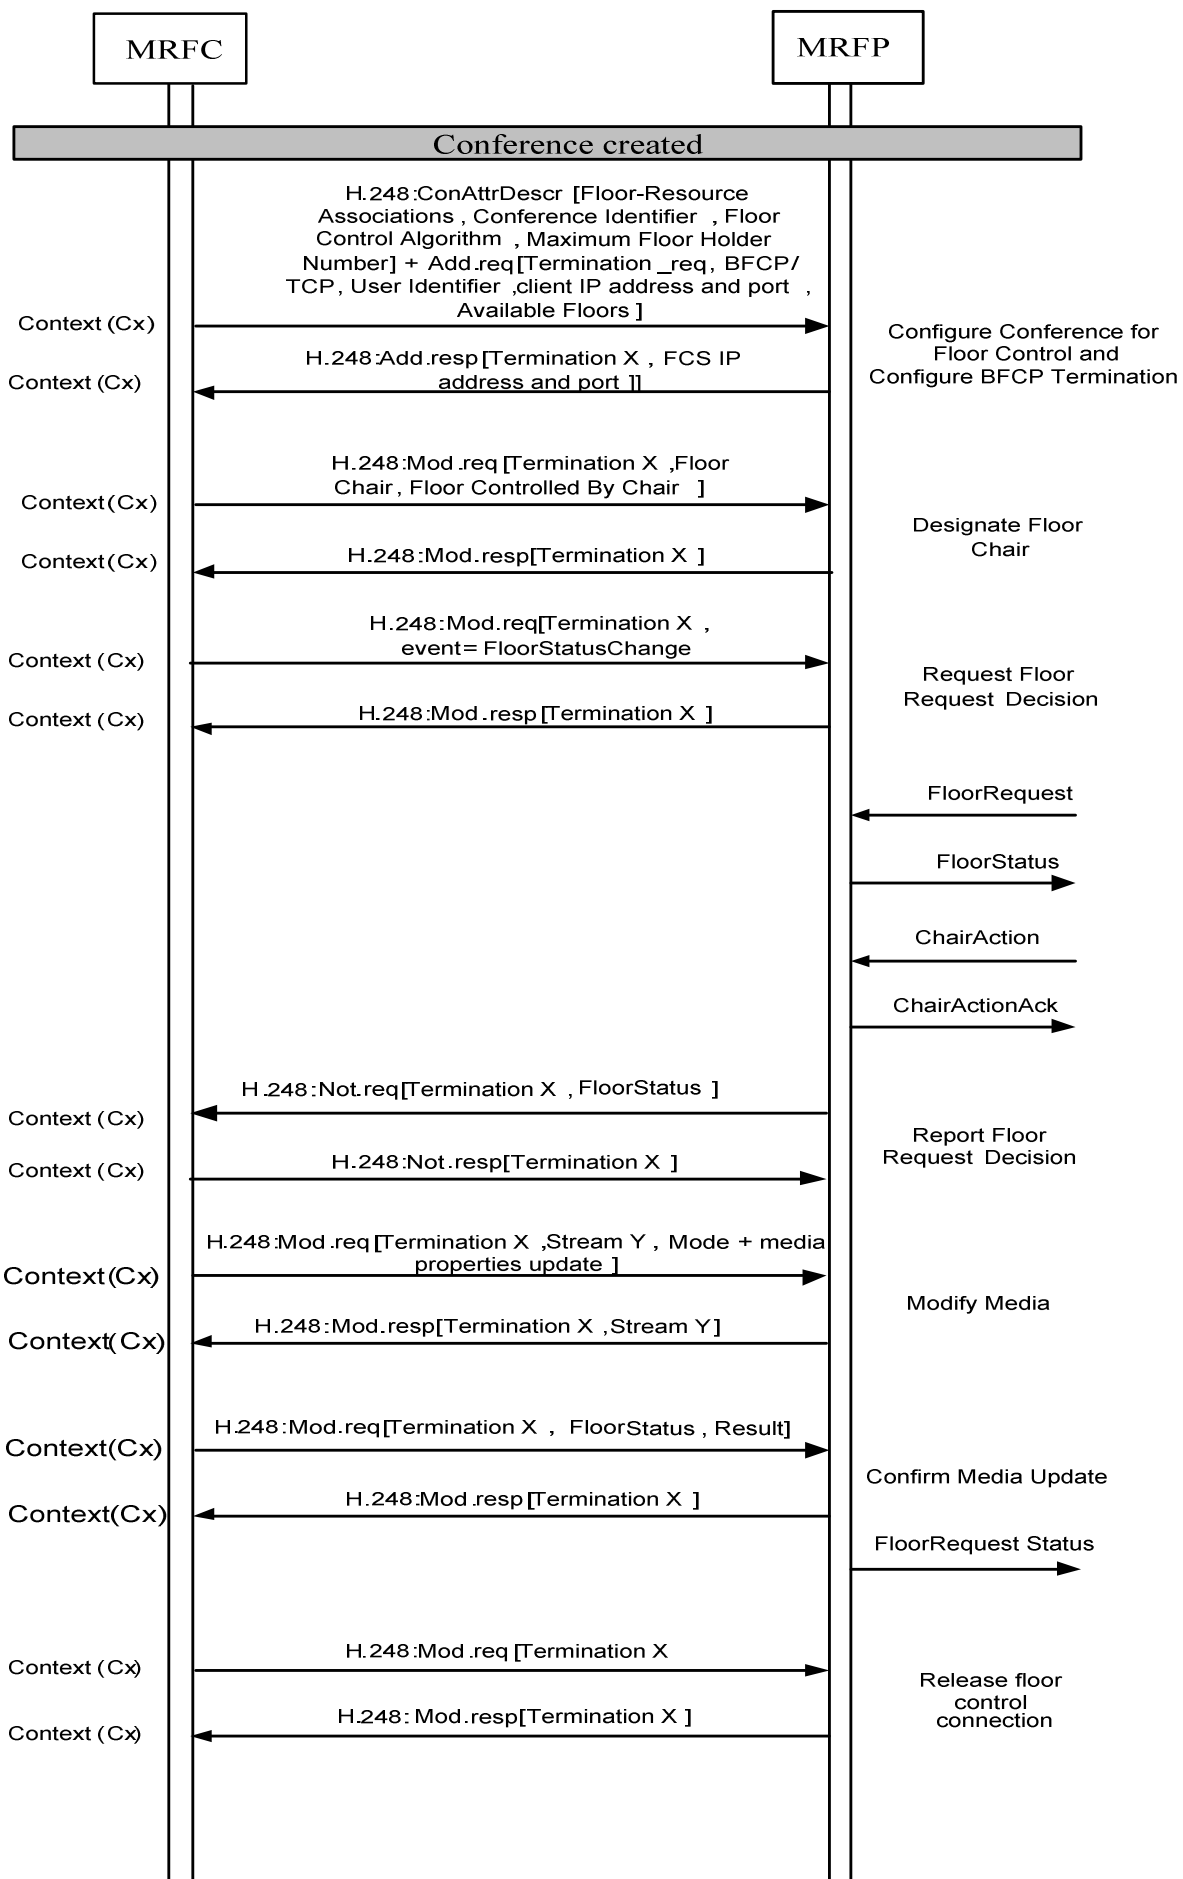 MRFC
MRFP
Conference created
H.248:ConAttrDescr [Floor-Resource
Associations , Conference Identifier , Floor
Control Algorithm , Maximum Floor Holder
Number] + Add.req[Termination _req, BFCP/
TCP, User Identifier ,client IP address and port ,
Available Floors ]
Context (Cx)
Configure Conference for
Floor Control and
Configure BFCP Termination
H.248:Add.resp[Termination X , FCS IP
address and port ]]
Context (Cx)
H.248:Mod.req [Termination X ,Floor
Chair , Floor Controlled By Chair ]
Context (Cx)
Designate Floor
Chair
H.248:Mod.resp[Termination X ]
Context (Cx)
H.248:Mod.req[Termination X ,
event= FloorStatusChange
Context (Cx)
Request Floor
Request Decision
H.248:Mod.resp [Termination X ]
Context (Cx)
FloorRequest
FloorStatus
ChairAction
ChairActionAck
H.248:Not.req[Termination X , FloorStatus ]
Context (Cx)
Report Floor
Request Decision
H.248:Not.resp[Termination X ]
Context (Cx)
H.248:Mod.req [Termination X ,Stream Y , Mode + media
properties update ]
Context(Cx)
Modify Media
H.248:Mod.resp[Termination X ,Stream Y]
Context(Cx)
H.248:Mod.req[Termination X , FloorStatus , Result]
Context(Cx)
Confirm Media Update
H.248:Mod.resp [Termination X ]
Context(Cx)
FloorRequest Status
H.248:Mod.req [Termination X
Context (Cx)
Release floor
control
connection
H.248: Mod.resp[Termination X ]
Context (Cx)